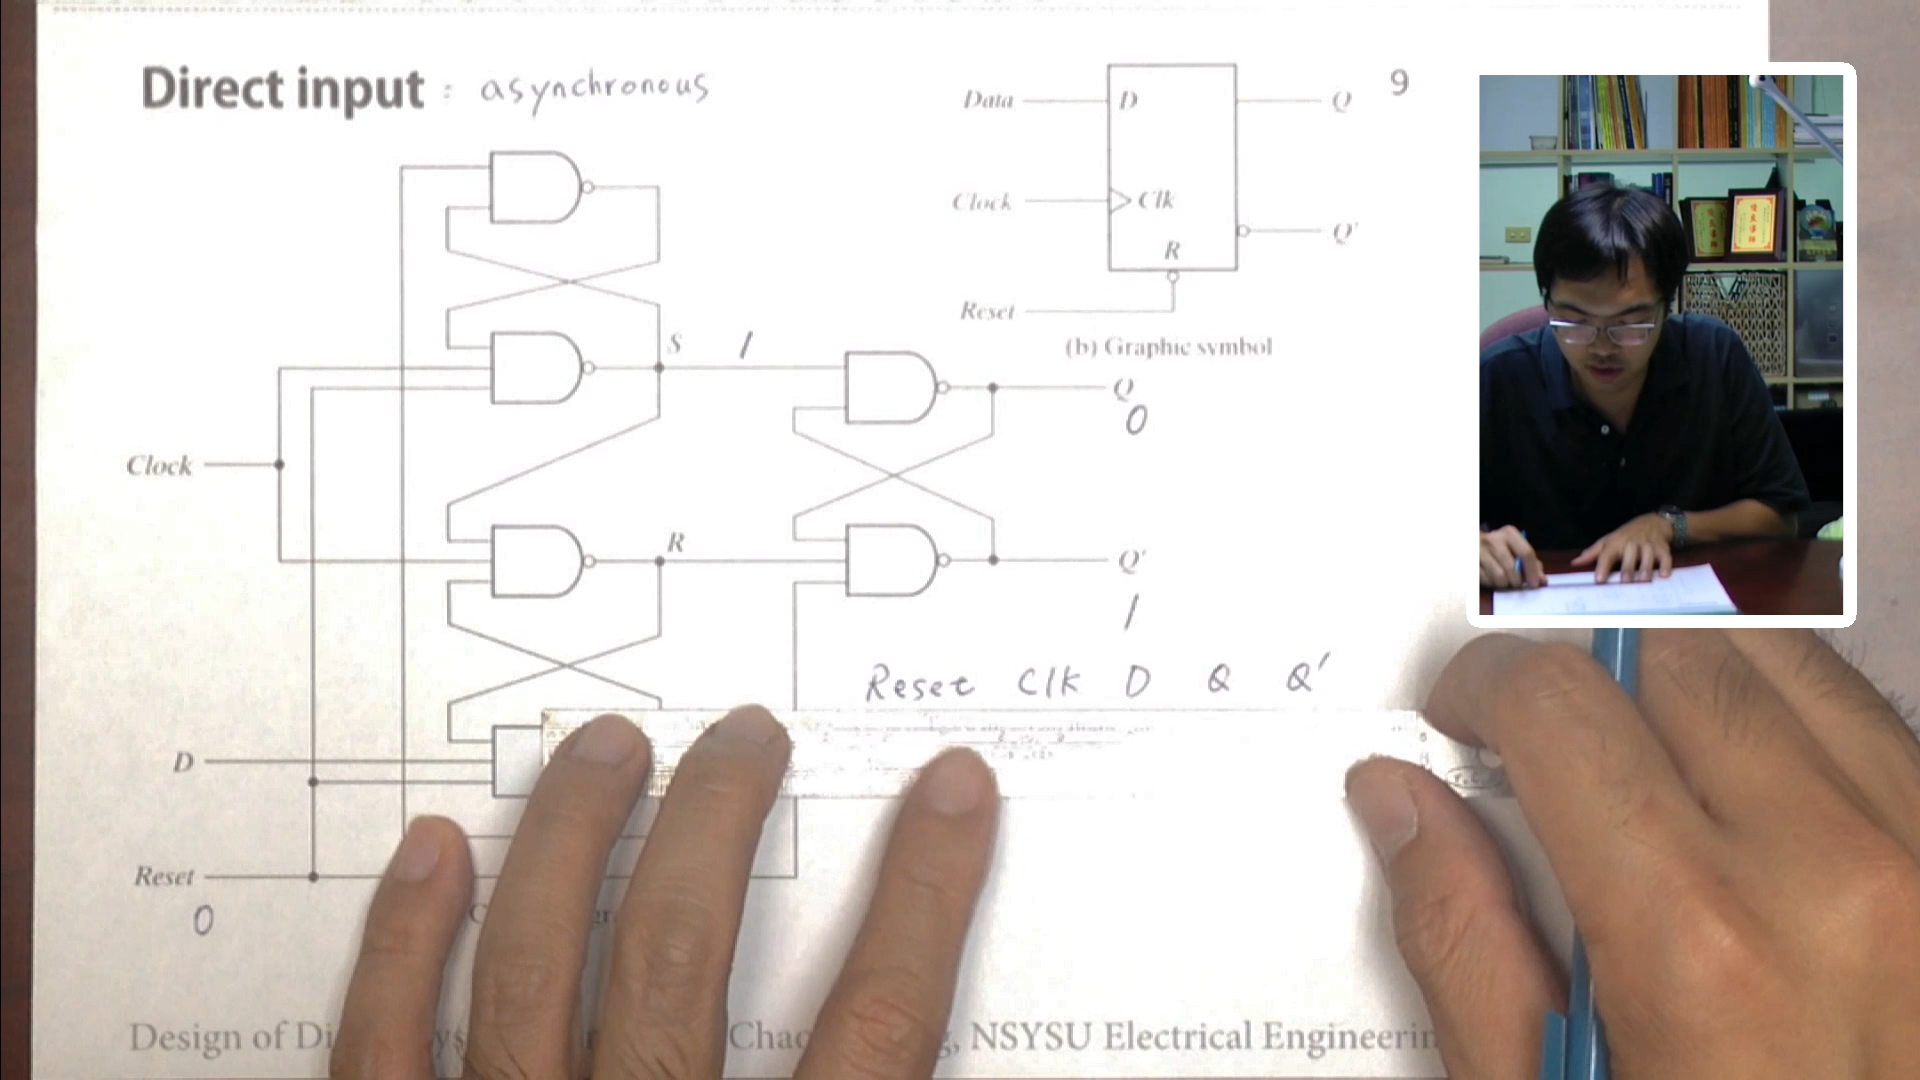 Direct input : asynchronous
9
Data D Q
Clock Clk
Q'
R
Reset
(b) Graphic symbol
S 1
Q
0
Clock
R
Q'
1
Reset Clk D Q Q'
D
Reset
0
Design of Di
Chao
, NSYSU Electrical Engineerin